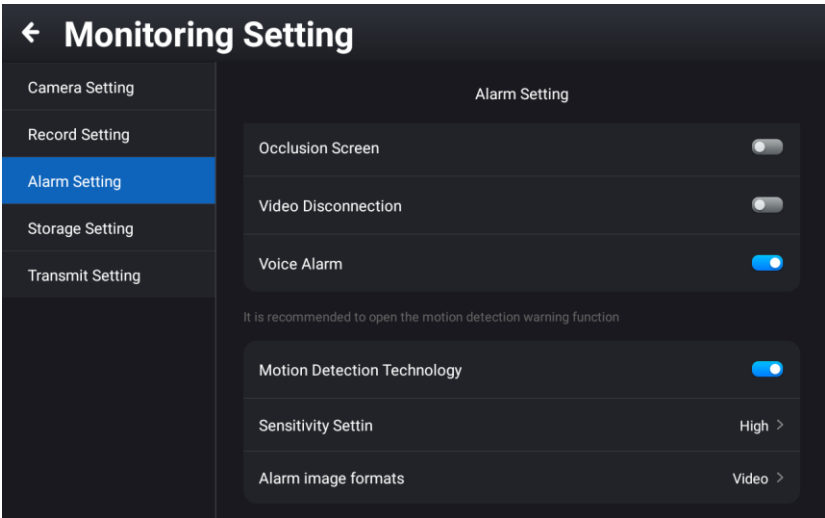 Monitoring Setting
Camera Setting
Record Setting
Alarm Setting
Storage Setting
Transmit Setting
Alarm Setting
Occlusion Screen
Video Disconnection
Voice Alarm
It is recommended to open the motion detection warning function
Motion Detection Technology
Sensitivity Settin High >
Alarm image formats Video >